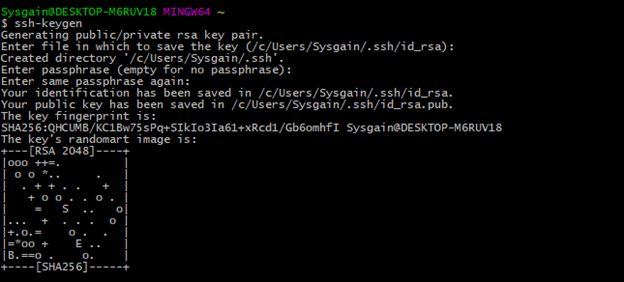 Sysgain@DESKTOP-M6RUV18 MINGW64 ~
$ ssh-keygen
Generating public/private rsa key pair.
Enter file in which to save the key (/c/Users/Sysgain/.ssh/id_rsa):
Created directory '/c/Users/Sysgain/.ssh'.
Enter passphrase (empty for no passphrase):
Enter same passphrase again:
Your identification has been saved in /c/Users/Sysgain/.ssh/id_rsa.
Your public key has been saved in /c/Users/Sysgain/.ssh/id_rsa.pub.
The key fingerprint is:
SHA256:QHCUMB/KC1Bw75sPq+SIkIo3Ia61+xRcd1/Gb6omhfI Sysgain@DESKTOP-M6RUV18
The key's randomart image is:
+---[RSA 2048]----+
|ooo ++=.         |
| o o *..     .   |
|  . + + . .   +  |
|   + o o . . o . |
|    =   S  ..   o|
|...  +  . . .  o |
|+.o.=    o .  .  |
|=*oo +    E ..   |
|B.==o .    o.    |
+----[SHA256]-----+